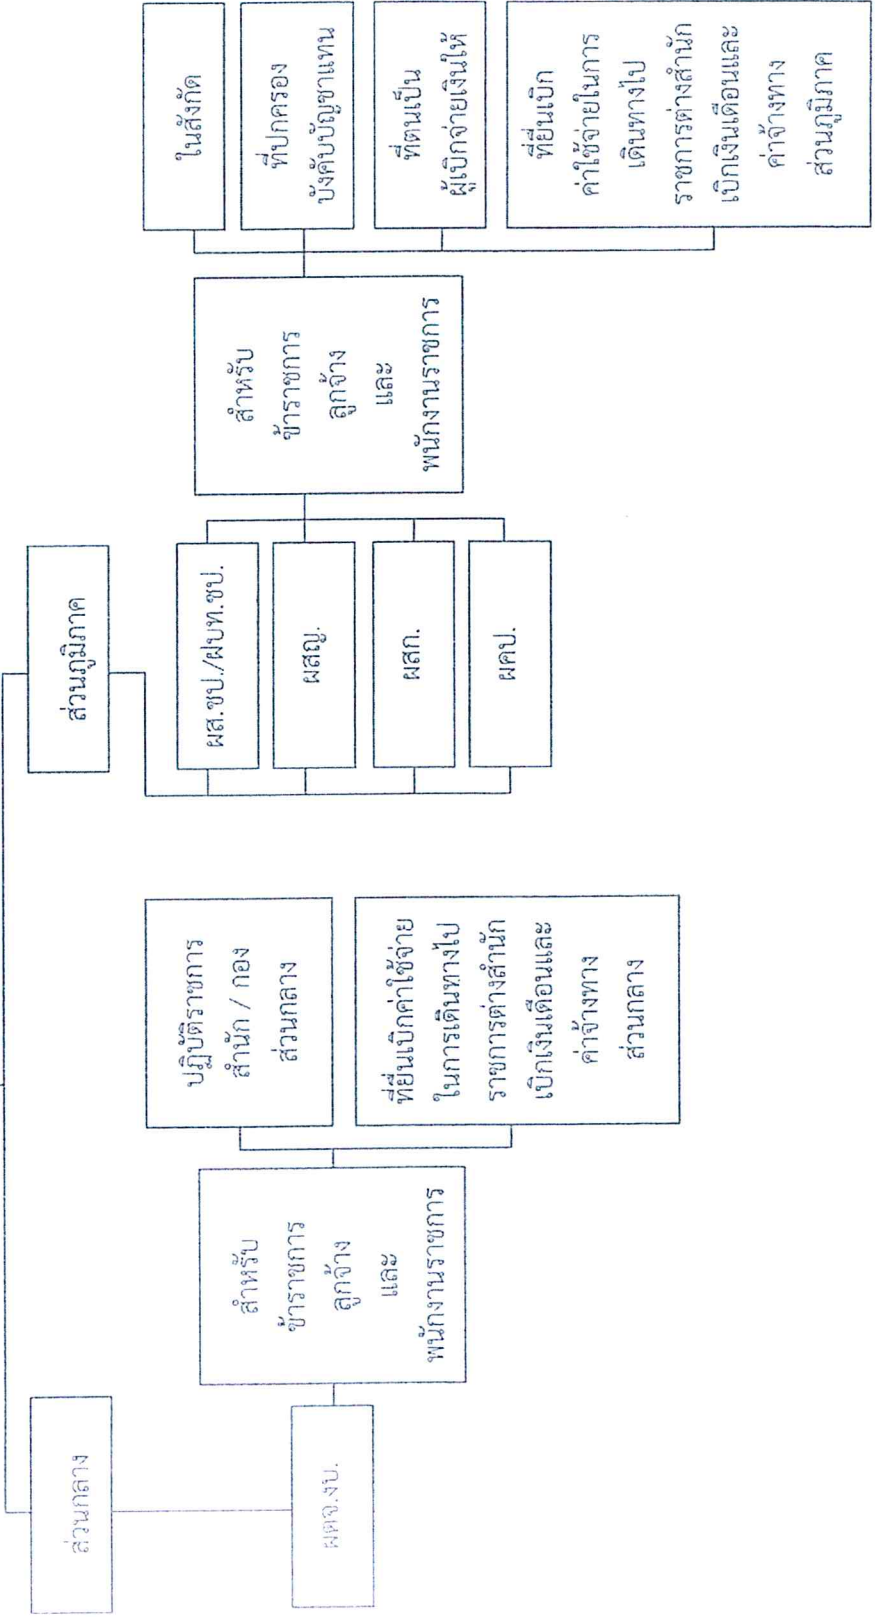 ส่วนกลาง
ผตจ.งบ.
สำหรับ
ข้าราชการ
ลูกจ้าง
และ
พนักงานราชการ
ปฏิบัติราชการ
สำนัก / กอง
ส่วนกลาง
ที่ยื่นเบิกค่าใช้จ่าย
ในการเดินทางไป
ราชการต่างสำนัก
เบิกเงินเดือนและ
ค่าจ้างทาง
ส่วนกลาง
ส่วนภูมิภาค
ผส.ชป./ฝบท.ชป.
ผสญ.
ผสก.
ผคป.
สำหรับ
ข้าราชการ
ลูกจ้าง
และ
พนักงานราชการ
ในสังกัด
ที่ปกครอง
บังคับบัญชาแทน
ที่ตนเป็น
ผู้เบิกจ่ายเงินให้
ที่ยื่นเบิก
ค่าใช้จ่ายในการ
เดินทางไป
ราชการต่างสำนัก
เบิกเงินเดือนและ
ค่าจ้างทาง
ส่วนภูมิภาค